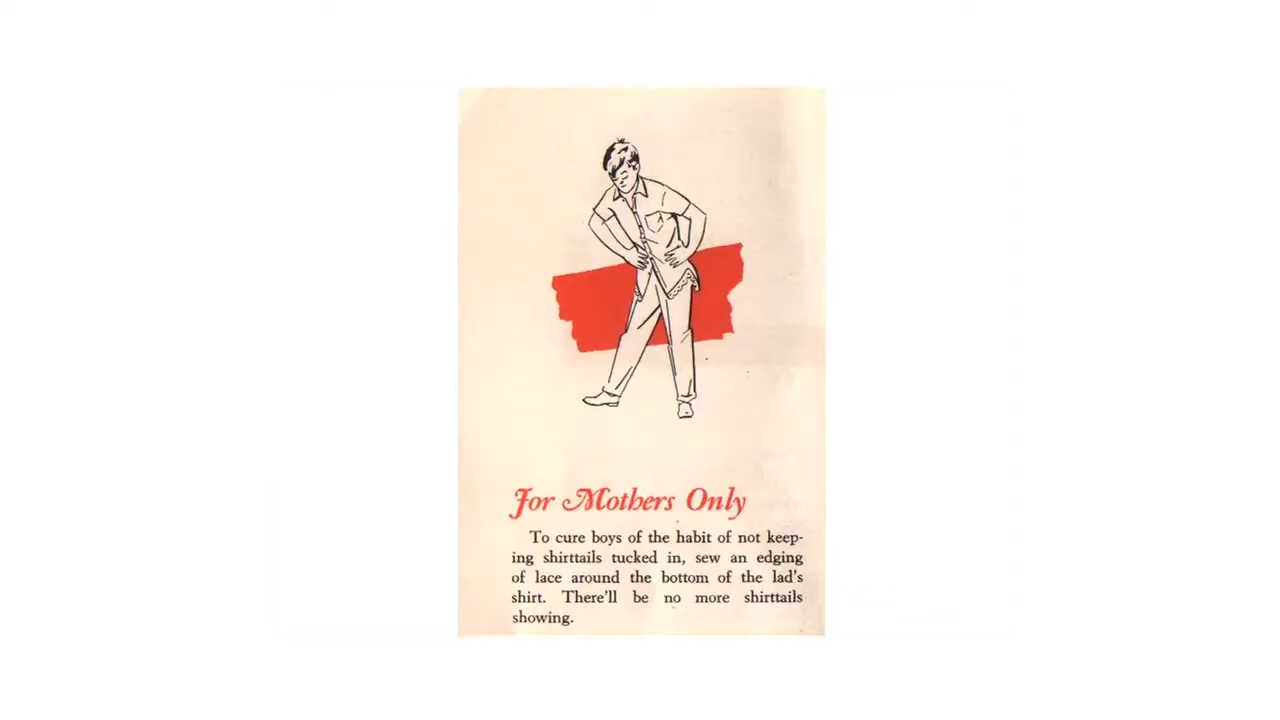 For Mothers Only
To cure boys of the habit of not keep-
ing shirttails tucked in, sew an edging
of lace around the bottom of the lad's
shirt. There'll be no more shirttails
showing.